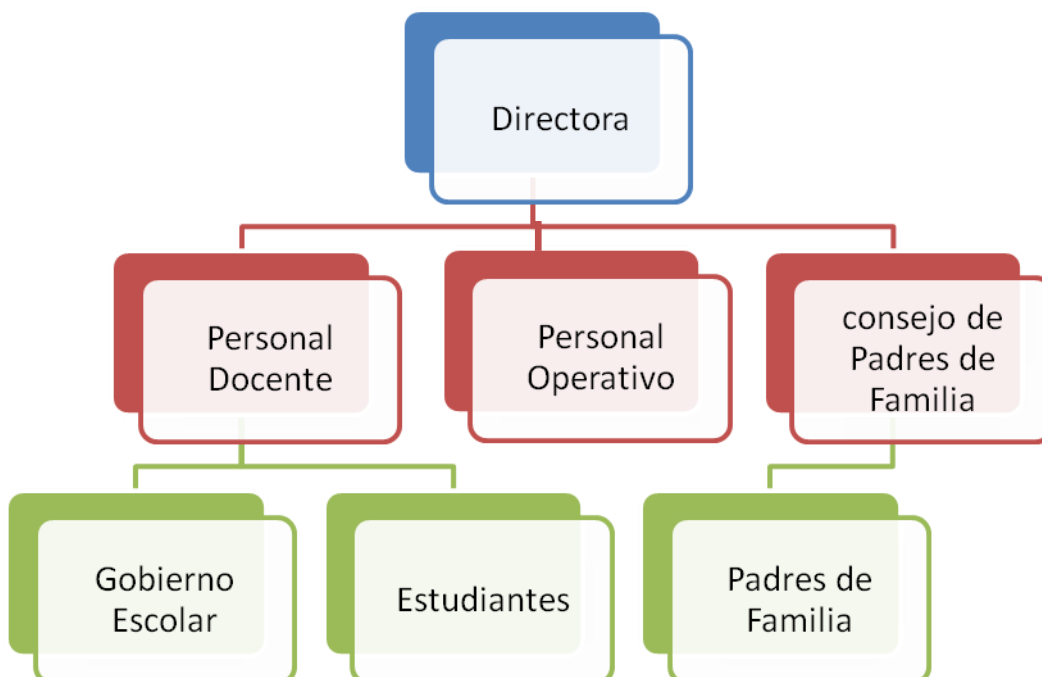 Directora
Personal
Docente
Personal
Operativo
consejo de
Padres de
Familia
Gobierno
Escolar
Estudiantes
Padres de
Familia